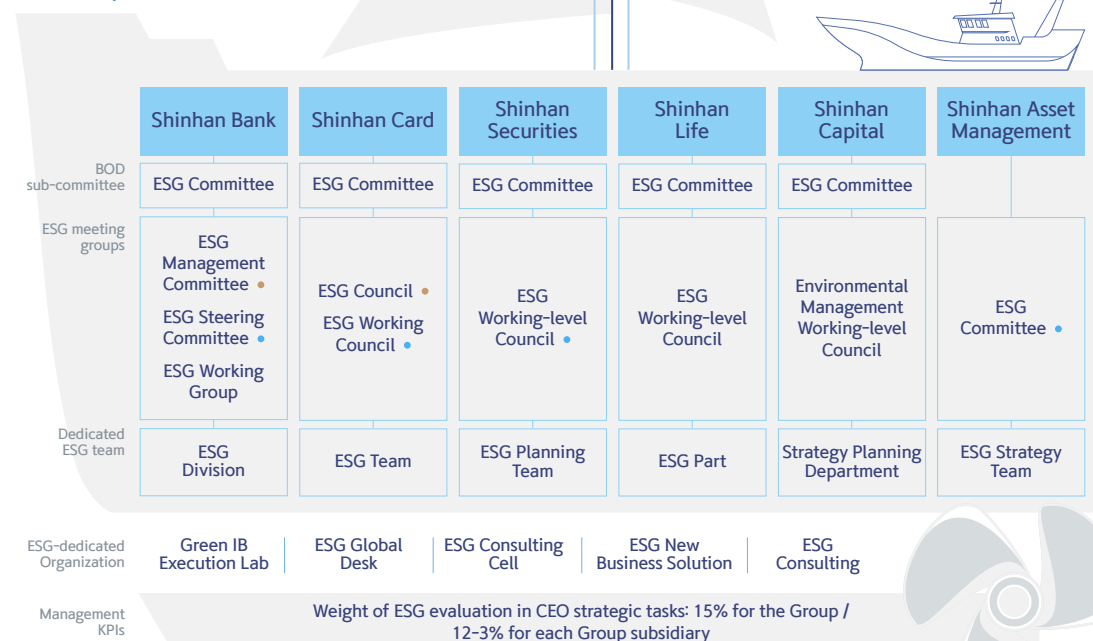 Shinhan Bank
Shinhan Card
Shinhan
Securities
Shinhan
Life
Shinhan
Capital
Shinhan Asset
Management
BOD
sub-committee
ESG Committee
ESG Committee
ESG Committee
ESG Committee
ESG Committee
ESG meeting
groups
ESG
Management
Committee
ESG Steering
Committee
ESG Working
Group
ESG Council
ESG Working
Council
ESG
Working-level
Council
ESG
Working-level
Council
Environmental
Management
Working-level
Council
ESG
Committee
Dedicated
ESG team
ESG
Division
ESG Team
ESG Planning
Team
ESG Part
Strategy Planning
Department
ESG Strategy
Team
ESG-dedicated
Organization
Green IB
Execution Lab
ESG Global
Desk
ESG Consulting
Cell
ESG New
Business Solution
ESG
Consulting
Management
KPIs
Weight of ESG evaluation in CEO strategic tasks: 15% for the Group /
12-3% for each Group subsidiary